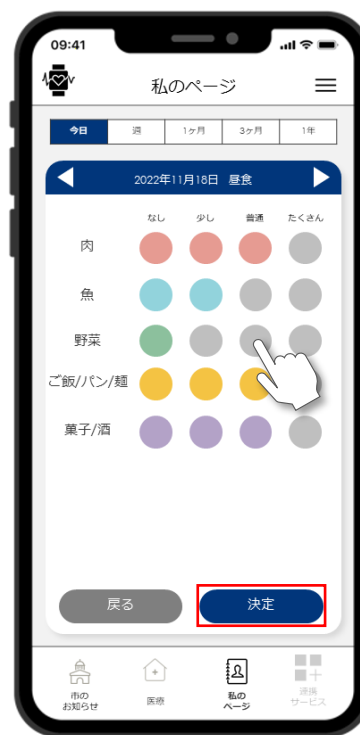 09:41
私のページ
今日 週 1ヶ月 3ヶ月 1年
2022年11月18日 昼食
なし 少し 普通 たくさん
肉
魚
野菜
ご飯/パン/麺
菓子/酒
戻る 決定
市の
お知らせ
医療
私の
ページ
連携
サービス